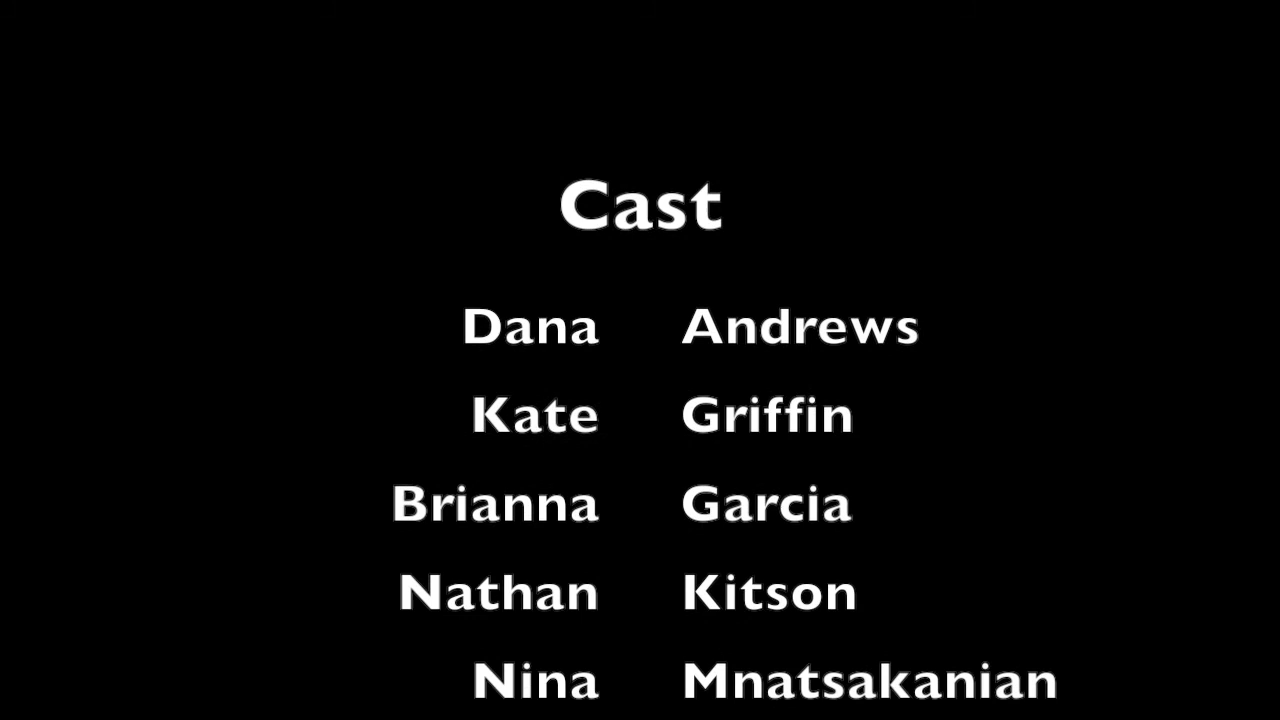 Cast
Dana Andrews
Kate Griffin
Brianna Garcia
Nathan Kitson
Nina Mnatsakanian